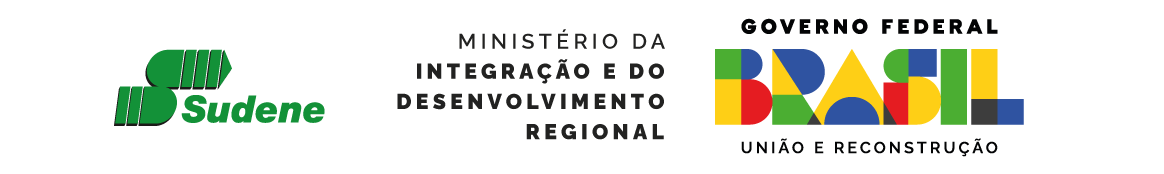 Sudene
MINISTÉRIO DA
INTEGRAÇÃO E DO
DESENVOLVIMENTO
REGIONAL
GOVERNO FEDERAL
BRASIL
UNIÃO E RECONSTRUÇÃO